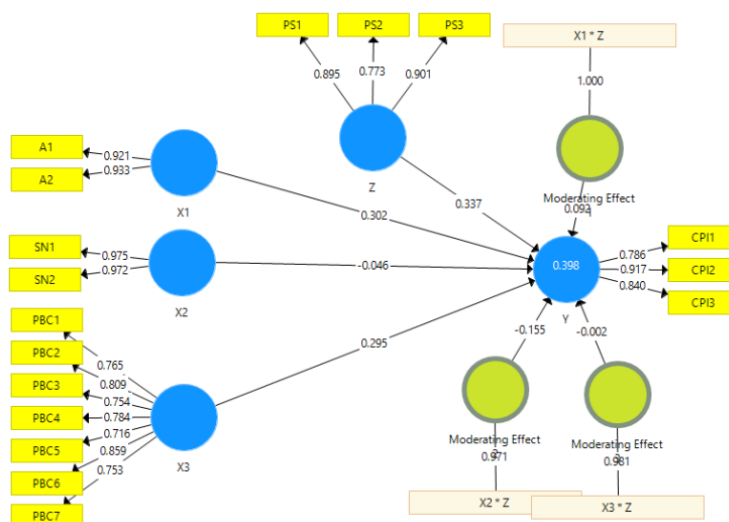 PS1
PS2
PS3
X1 * Z
0.895
0.773
0.901
1.000
A1
A2
0.921
0.933
X1
Z
Moderating Effect
1
0.092
0.302
0.337
SN1
SN2
0.975
0.972
X2
-0.046
0.398
Y
0.786
0.917
0.840
CPI1
CPI2
CPI3
PBC1
PBC2
PBC3
PBC4
PBC5
PBC6
PBC7
0.765
0.809
0.754
0.784
0.716
0.859
0.753
X3
0.295
-0.155
-0.002
Moderating Effect
0.971
Moderating Effect
0.981
X2 * Z
X3 * Z